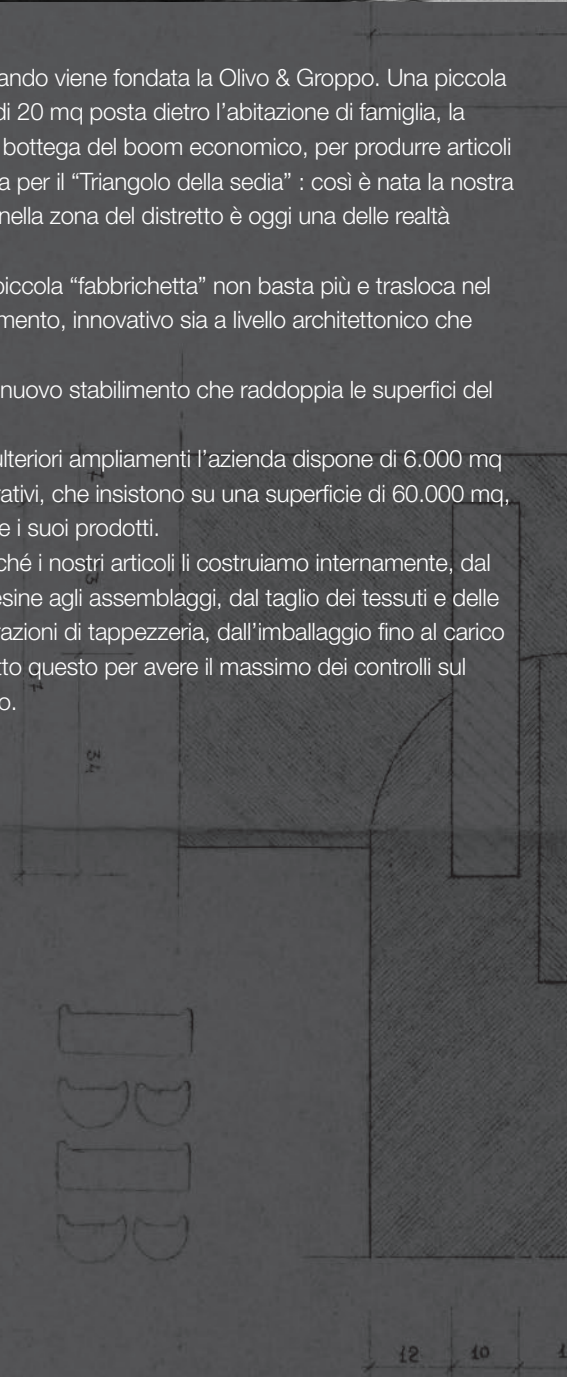 ando viene fondata la Olivo & Groppo. Una piccola
di 20 mq posta dietro l’abitazione di famiglia, la
bottega del boom economico, per produrre articoli
a per il “Triangolo della sedia” : così è nata la nostra
nella zona del distretto è oggi una delle realtà
piccola “fabbrichetta” non basta più e trasloca nel
mento, innovativo sia a livello architettonico che
nuovo stabilimento che raddoppia le superfici del
ulteriori ampliamenti l’azienda dispone di 6.000 mq
rativi, che insistono su una superficie di 60.000 mq,
e i suoi prodotti.
ché i nostri articoli li costruiamo internamente, dal
esine agli assemblaggi, dal taglio dei tessuti e delle
razioni di tappezzeria, dall’imballaggio fino al carico
tto questo per avere il massimo dei controlli sul
o.
34
12 10